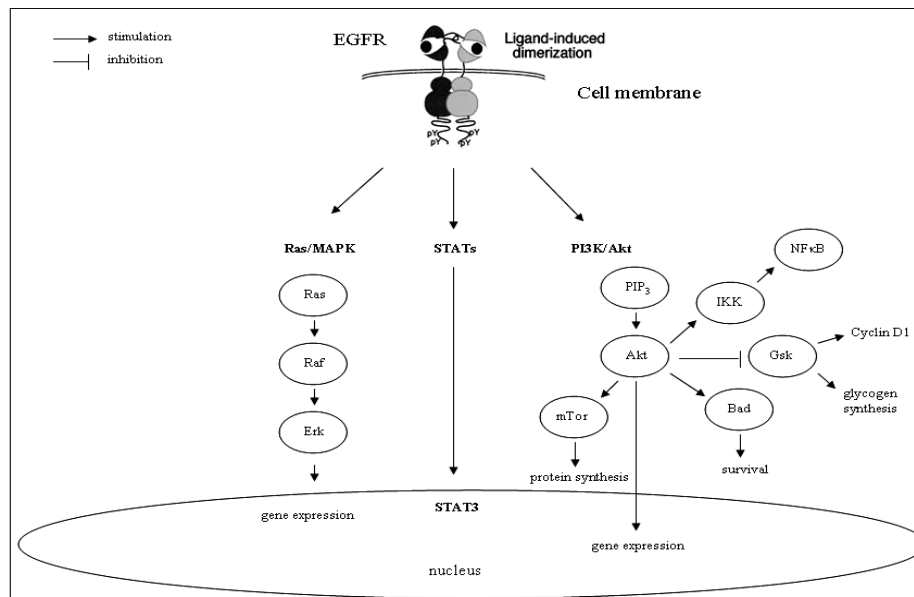 stimulation
inhibition
EGFR
Ligand-induced
dimerization
Cell membrane
pY
pY
pY
pY
Ras/MAPK
STATs
PI3K/Akt
NFκB
PIP3
IKK
Ras
Cyclin D1
Akt
Gsk
Raf
glycogen
synthesis
mTor
Bad
Erk
survival
protein synthesis
STAT3
gene expression
gene expression
nucleus